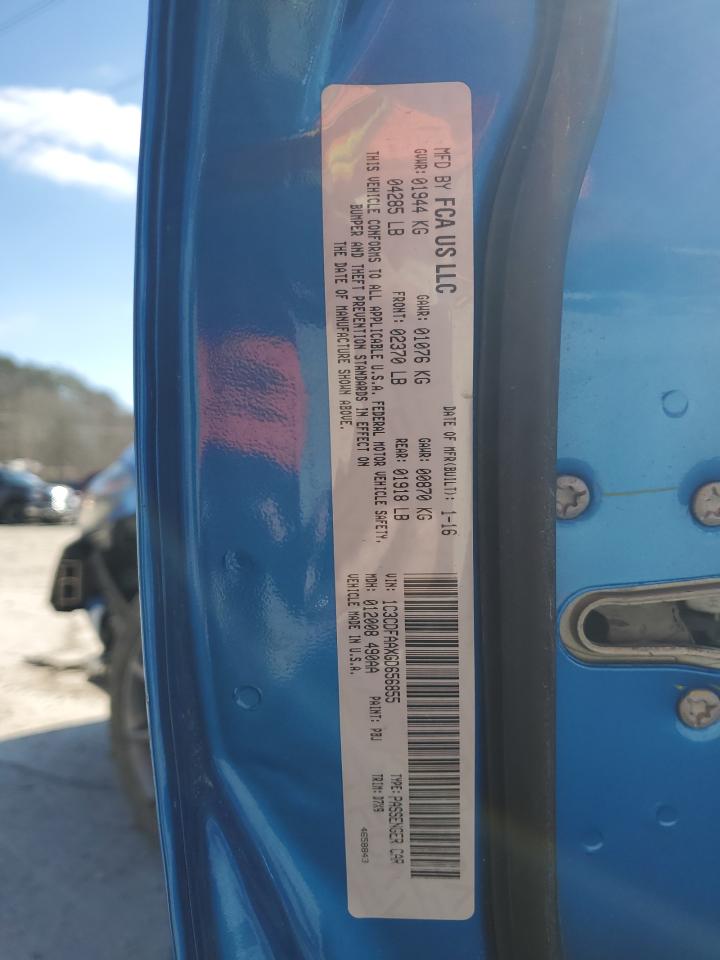 MFD BY FCA US LLC
DATE OF MFR(BUILT): 1-16
GVWR: 01944 KG
GAWR: 01076 KG
GAWR: 00870 KG
04285 LB
FRONT: 02370 LB
REAR: 01918 LB
THIS VEHICLE CONFORMS TO ALL APPLICABLE U.S.A. FEDERAL MOTOR VEHICLE SAFETY,
BUMPER AND THEFT PREVENTION STANDARDS IN EFFECT ON
THE DATE OF MANUFACTURE SHOWN ABOVE.
VIN: 1C3CDFAAXGD656855
TYPE: PASSENGER CAR
MDH: 012008 490AA
PAINT: PBJ
TRIM: D7X9
VEHICLE MADE IN U.S.A.
4658843